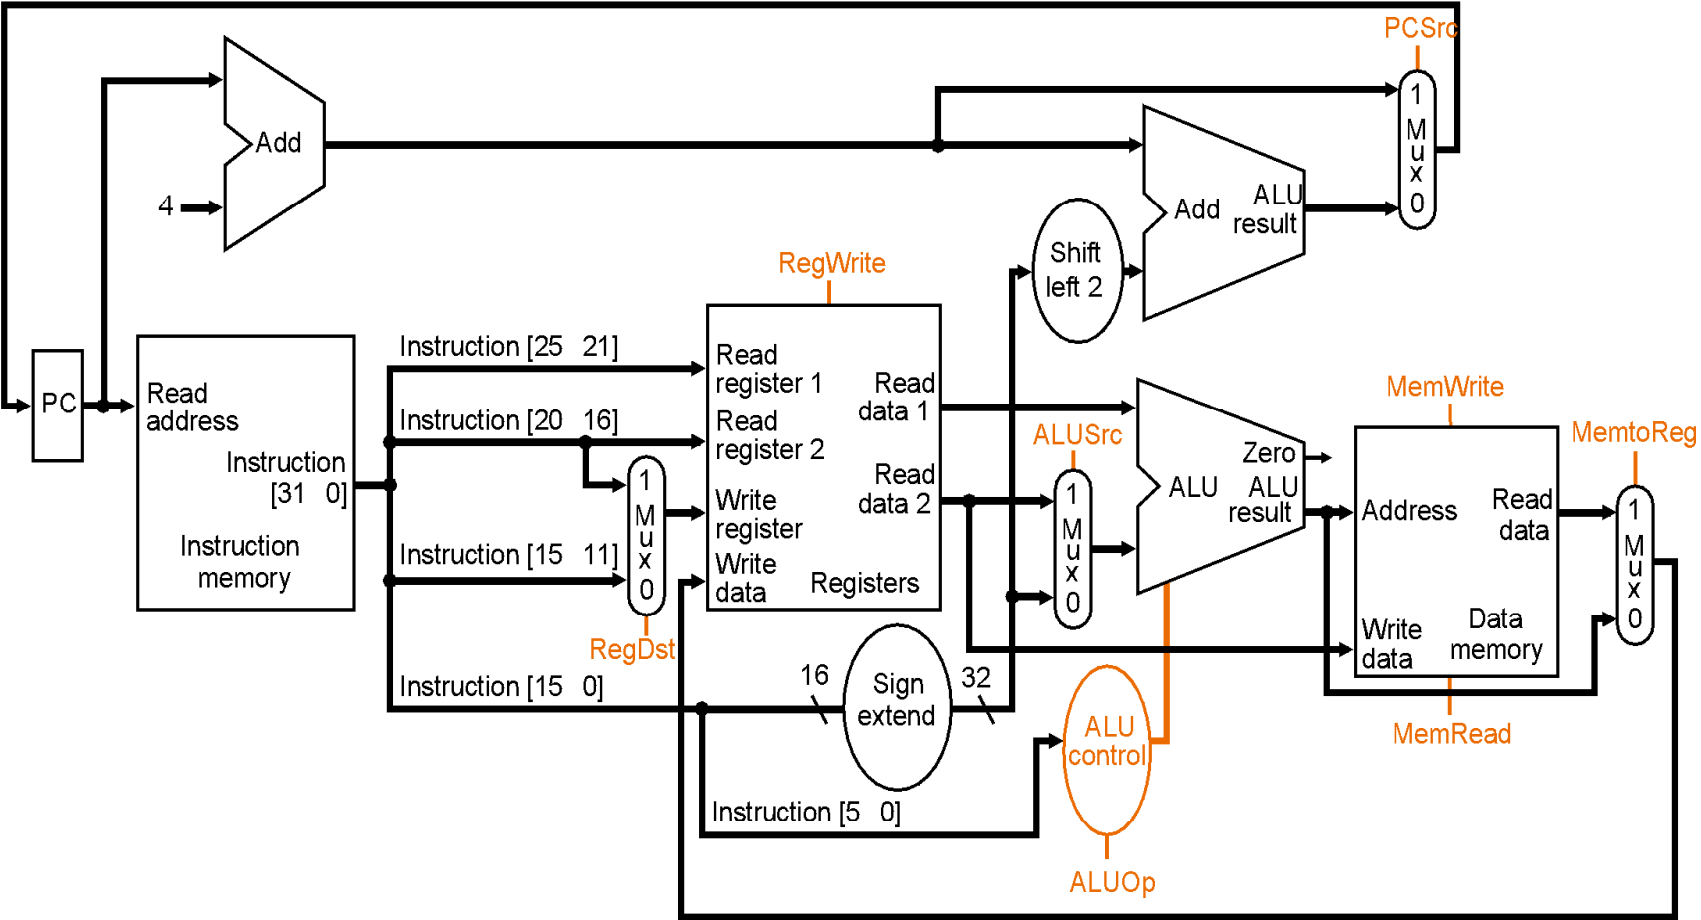 PCSrc
1
M
u
x
0
Add
4
ALU
Add
result
Shift
left 2
RegWrite
PC
Read
address
Instruction
[31 0]
Instruction
memory
Instruction [25 21]
Instruction [20 16]
Instruction [15 11]
Instruction [15 0]
1
M
u
x
0
RegDst
Read
register 1
Read
register 2
Write
register
Write
data
Read
data 1
Read
data 2
Registers
16
Sign
extend
32
Instruction [5 0]
ALUSrc
1
M
u
x
0
Zero
ALU
ALU
result
ALU
control
ALUOp
MemWrite
Address
Read
data
Write
data
Data
memory
MemRead
MemtoReg
1
M
u
x
0